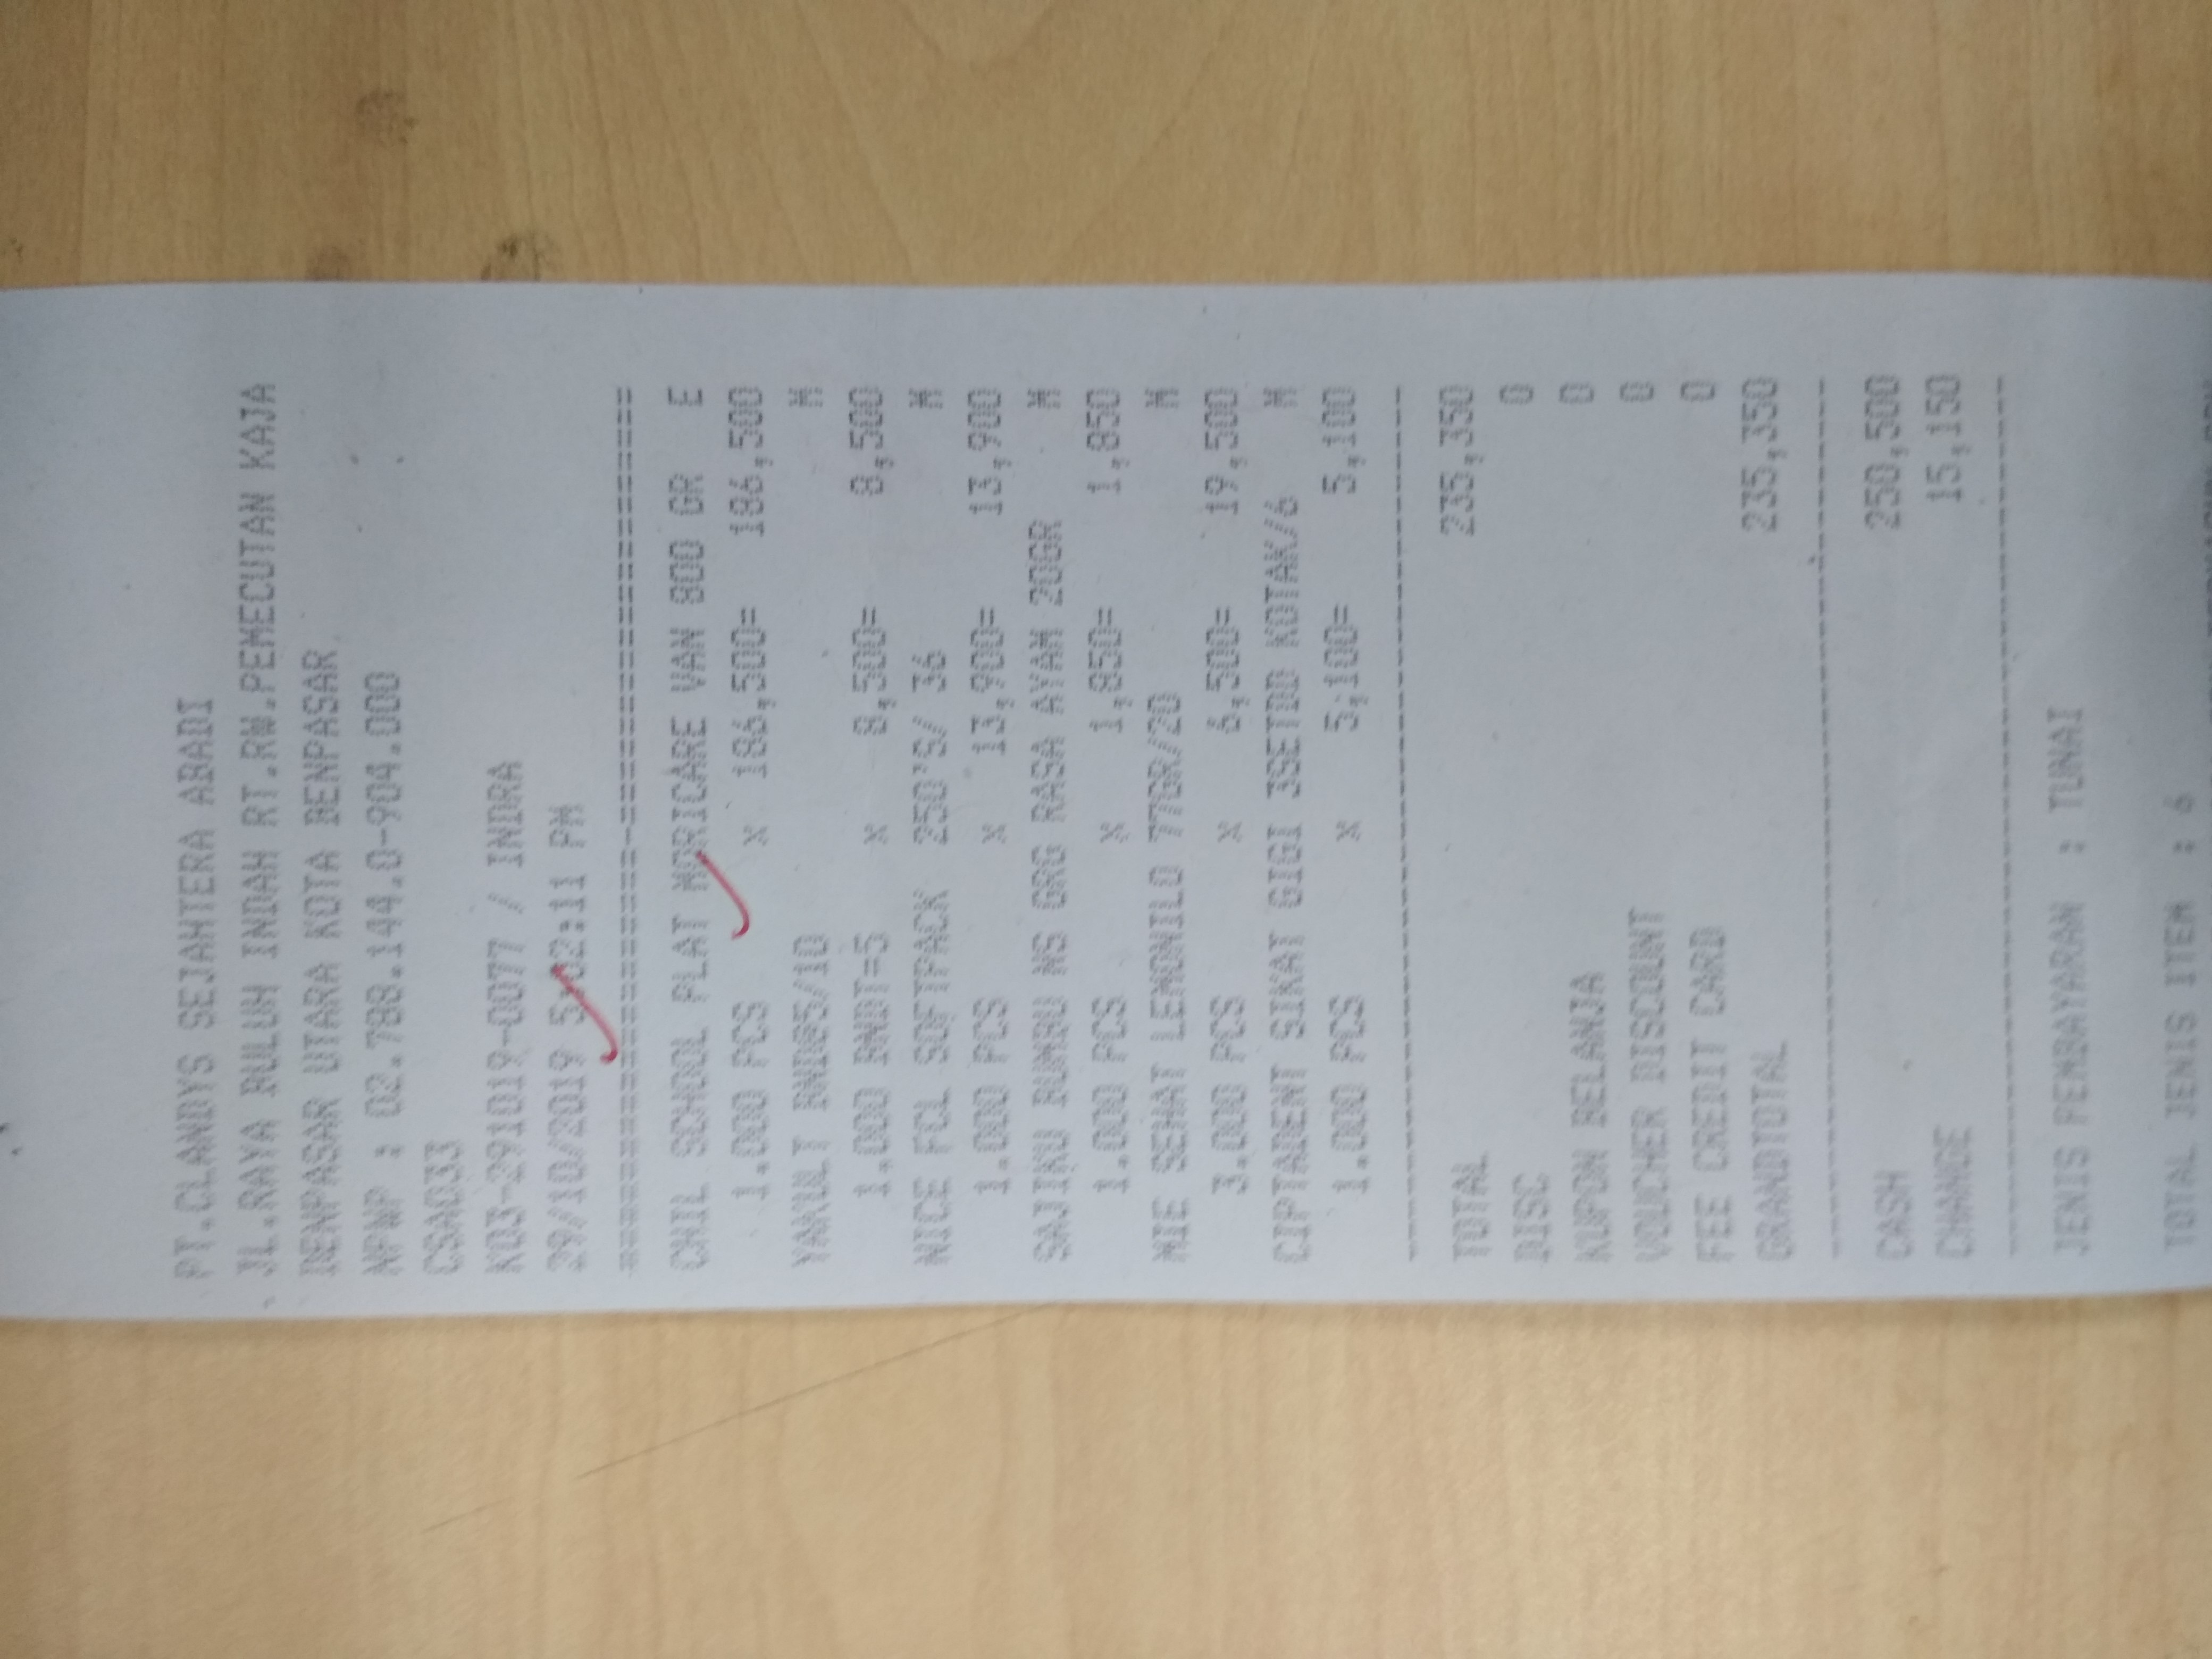 PT.CLANDYS SEJAHTERA ABADI
JL.RAYA BULUH INDAH RT.RW.PEMECUTAN KAJA
DENPASAR UTARA KOTA DENPASAR
NPWP : 02.788.144.0-904.000
CSA033
K03-291019-0077 / INDRA
29/10/2019 5:02:11 PM
CHIL SCHOOL PLAT MORICARE VAN 800 GR E
1.000 PCS x 186,500= 186,500
YAKULT BND@5/10 M
1.000 BNDT=5 x 8,500= 8,500
NICE FCL SOFTPACK 250'S/ 36 M
1.000 PCS x 13,900= 13,900
SAJIKU BUMBU NS GRG RASA AYAM 20GR M
1.000 PCS x 1,850= 1,850
MIE SEHAT LEMONILO 77GR/20 M
3.000 PCS x 6,500= 19,500
CIPTADENT SIKAT GIGI 3SETDD KOTAK/6 M
1.000 PCS x 5,100= 5,100
TOTAL 235,350
DISC 0
KUPON BELANJA 0
VOUCHER DISCOUNT 0
FEE CREDIT CARD 0
GRANDTOTAL 235,350
CASH 250,500
CHANGE 15,150
JENIS PEMBAYARAN : TUNAI
TOTAL JENIS ITEM : 6